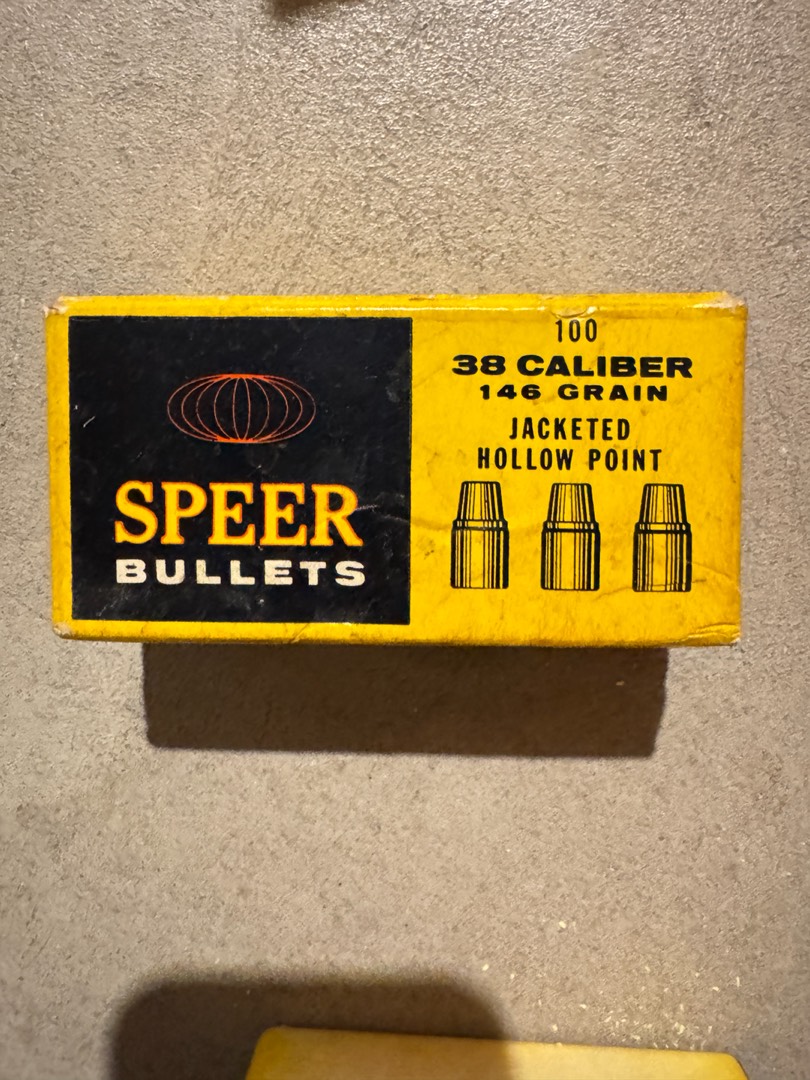 SPEER
BULLETS
100
38 CALIBER
146 GRAIN
JACKETED
HOLLOW POINT